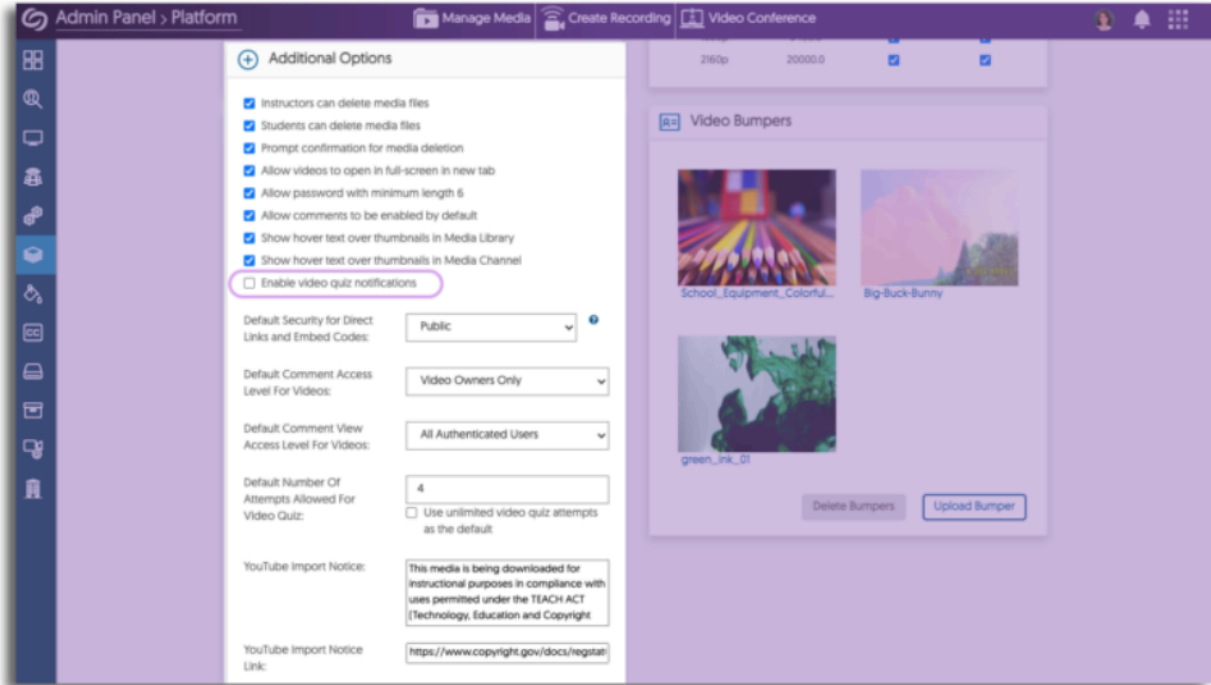 Admin Panel > Platform
Manage Media
Create Recording
Video Conference
Additional Options
Instructors can delete media files
Students can delete media files
Prompt confirmation for media deletion
Allow videos to open in full-screen in new tab
Allow password with minimum length 6
Allow comments to be enabled by default
Show hover text over thumbnails in Media Library
Show hover text over thumbnails in Media Channel
Enable video quiz notifications
Default Security for Direct
Links and Embed Codes:
Public
Default Comment Access
Level For Videos:
Video Owners Only
Default Comment View
Access Level For Videos:
All Authenticated Users
Default Number Of
Attempts Allowed For
Video Quiz:
4
Use unlimited video quiz attempts
as the default
YouTube Import Notice:
This media is being downloaded for
instructional purposes in compliance with
uses permitted under the TEACH ACT
(Technology, Education and Copyright
YouTube Import Notice
Link:
https://www.copyright.gov/docs/regstat
2160p 20000.0
Video Bumpers
School_Equipment_Colorful...
Big-Buck-Bunny
green_ink_01
Delete Bumpers
Upload Bumper
CC